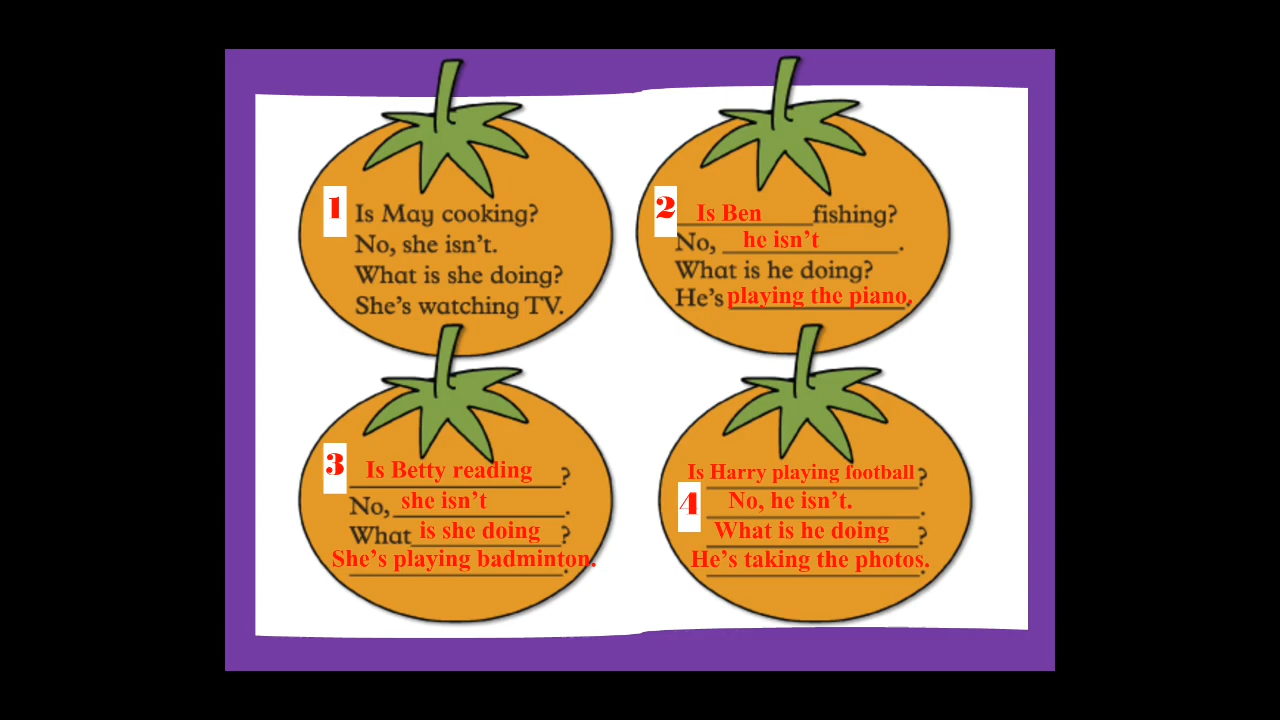 1
Is May cooking?
No, she isn't.
What is she doing?
She's watching TV.
2
Is Ben fishing?
No, he isn't.
What is he doing?
He's playing the piano.
3
Is Betty reading?
No, she isn't.
What is she doing?
She's playing badminton.
4
Is Harry playing football?
No, he isn't.
What is he doing?
He's taking the photos.